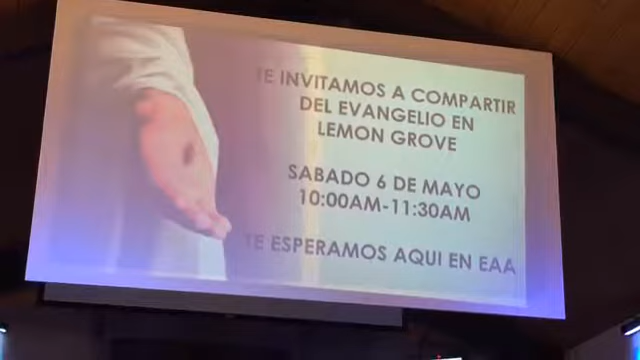 TE INVITAMOS A COMPARTIR
DEL EVANGELIO EN
LEMON GROVE
SABADO 6 DE MAYO
10:00AM-11:30AM
TE ESPERAMOS AQUI EN EAA